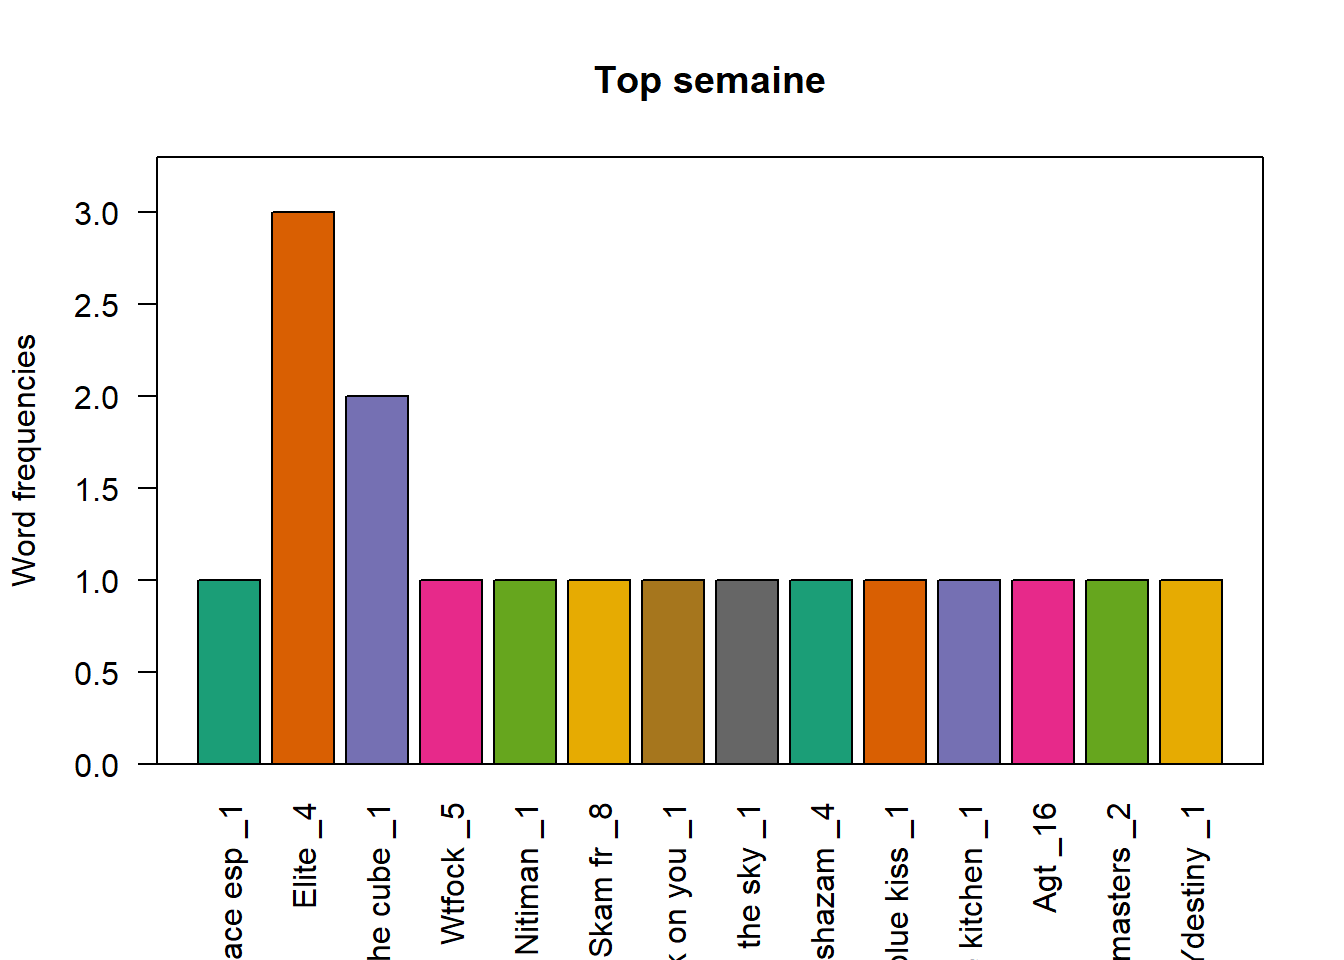 Top semaine
Word frequencies
3.0
2.5
2.0
1.5
1.0
0.5
0.0
ace esp _1
Elite _4
he cube _1
Wtfock _5
Nitiman _1
Skam fr _8
on you _1
the sky _1
shazam _4
blue kiss _1
kitchen _1
Agt _16
masters _2
Ydestiny _1